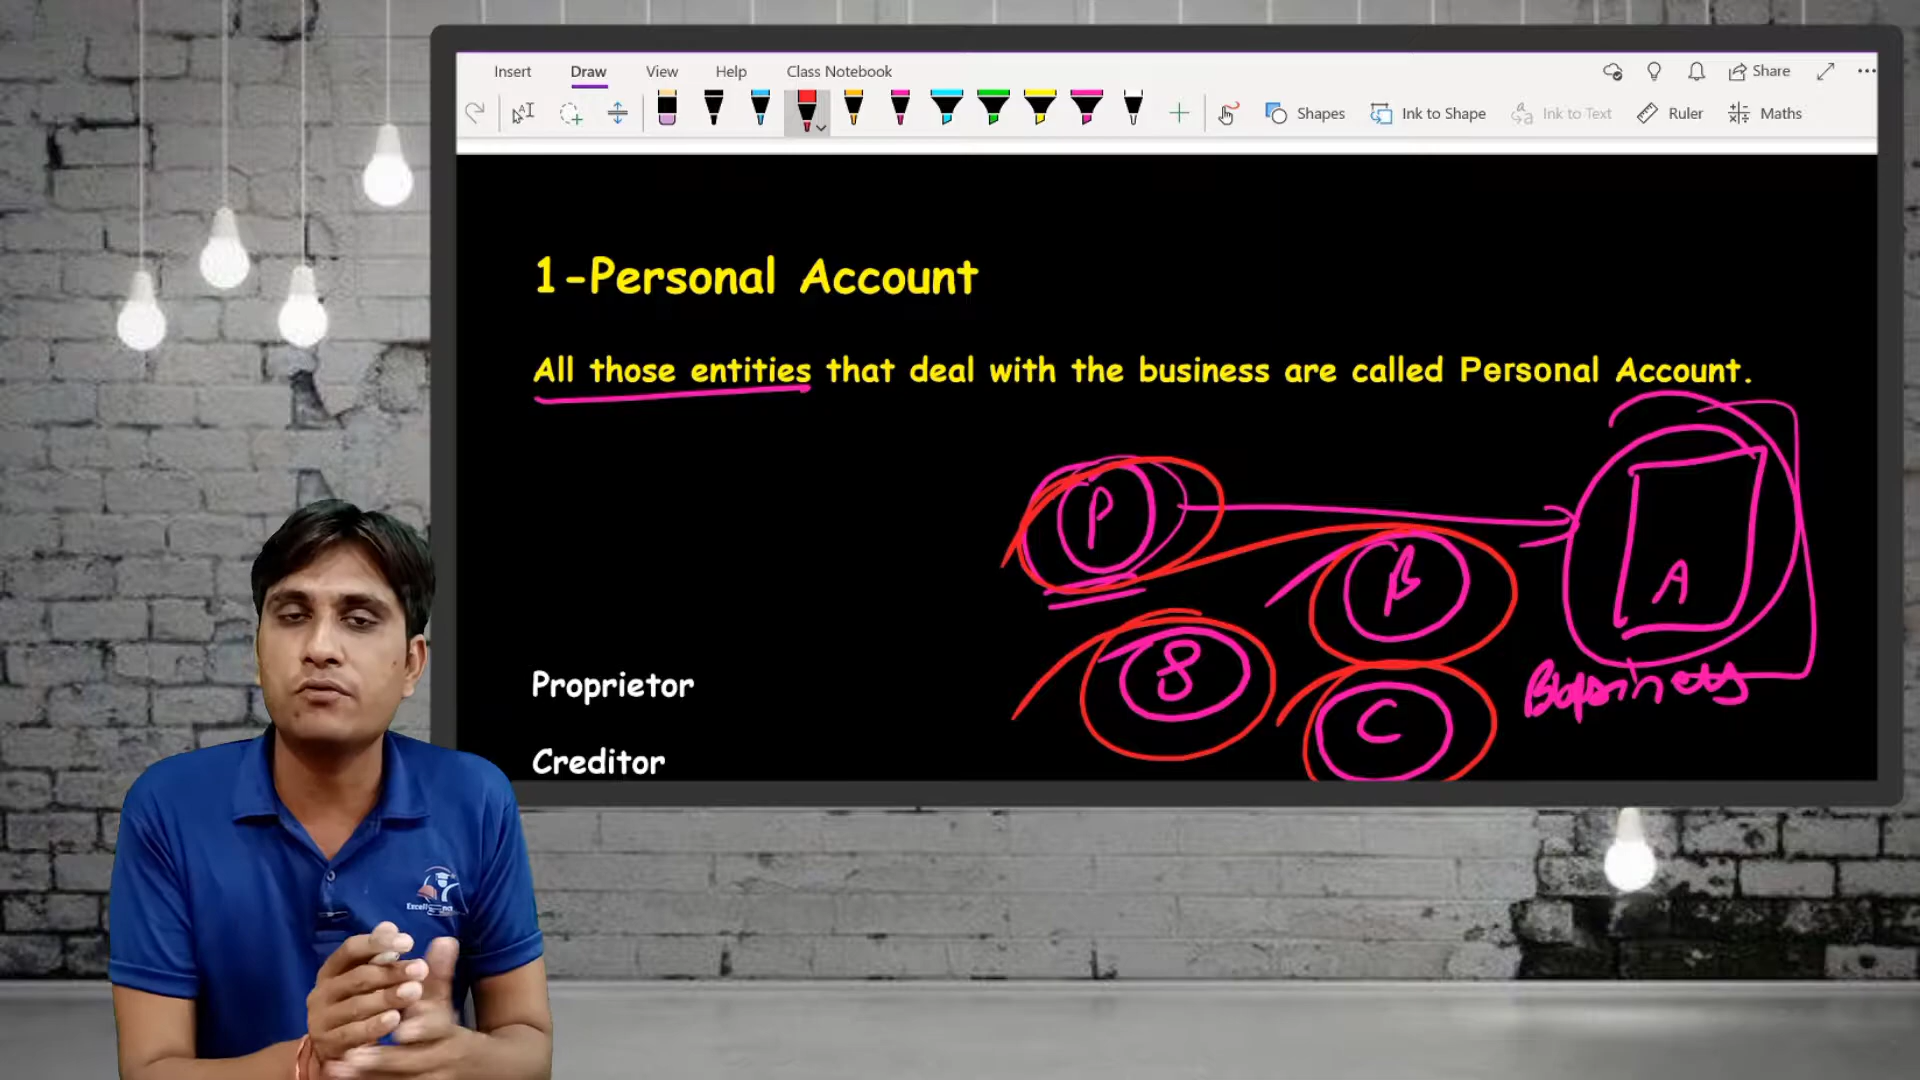 Insert Draw View Help Class Notebook Share
Shapes Ink to Shape Ink to Text Ruler Maths
1-Personal Account
All those entities that deal with the business are called Personal Account.
P
B
A
8
C
Proprietor
Creditor